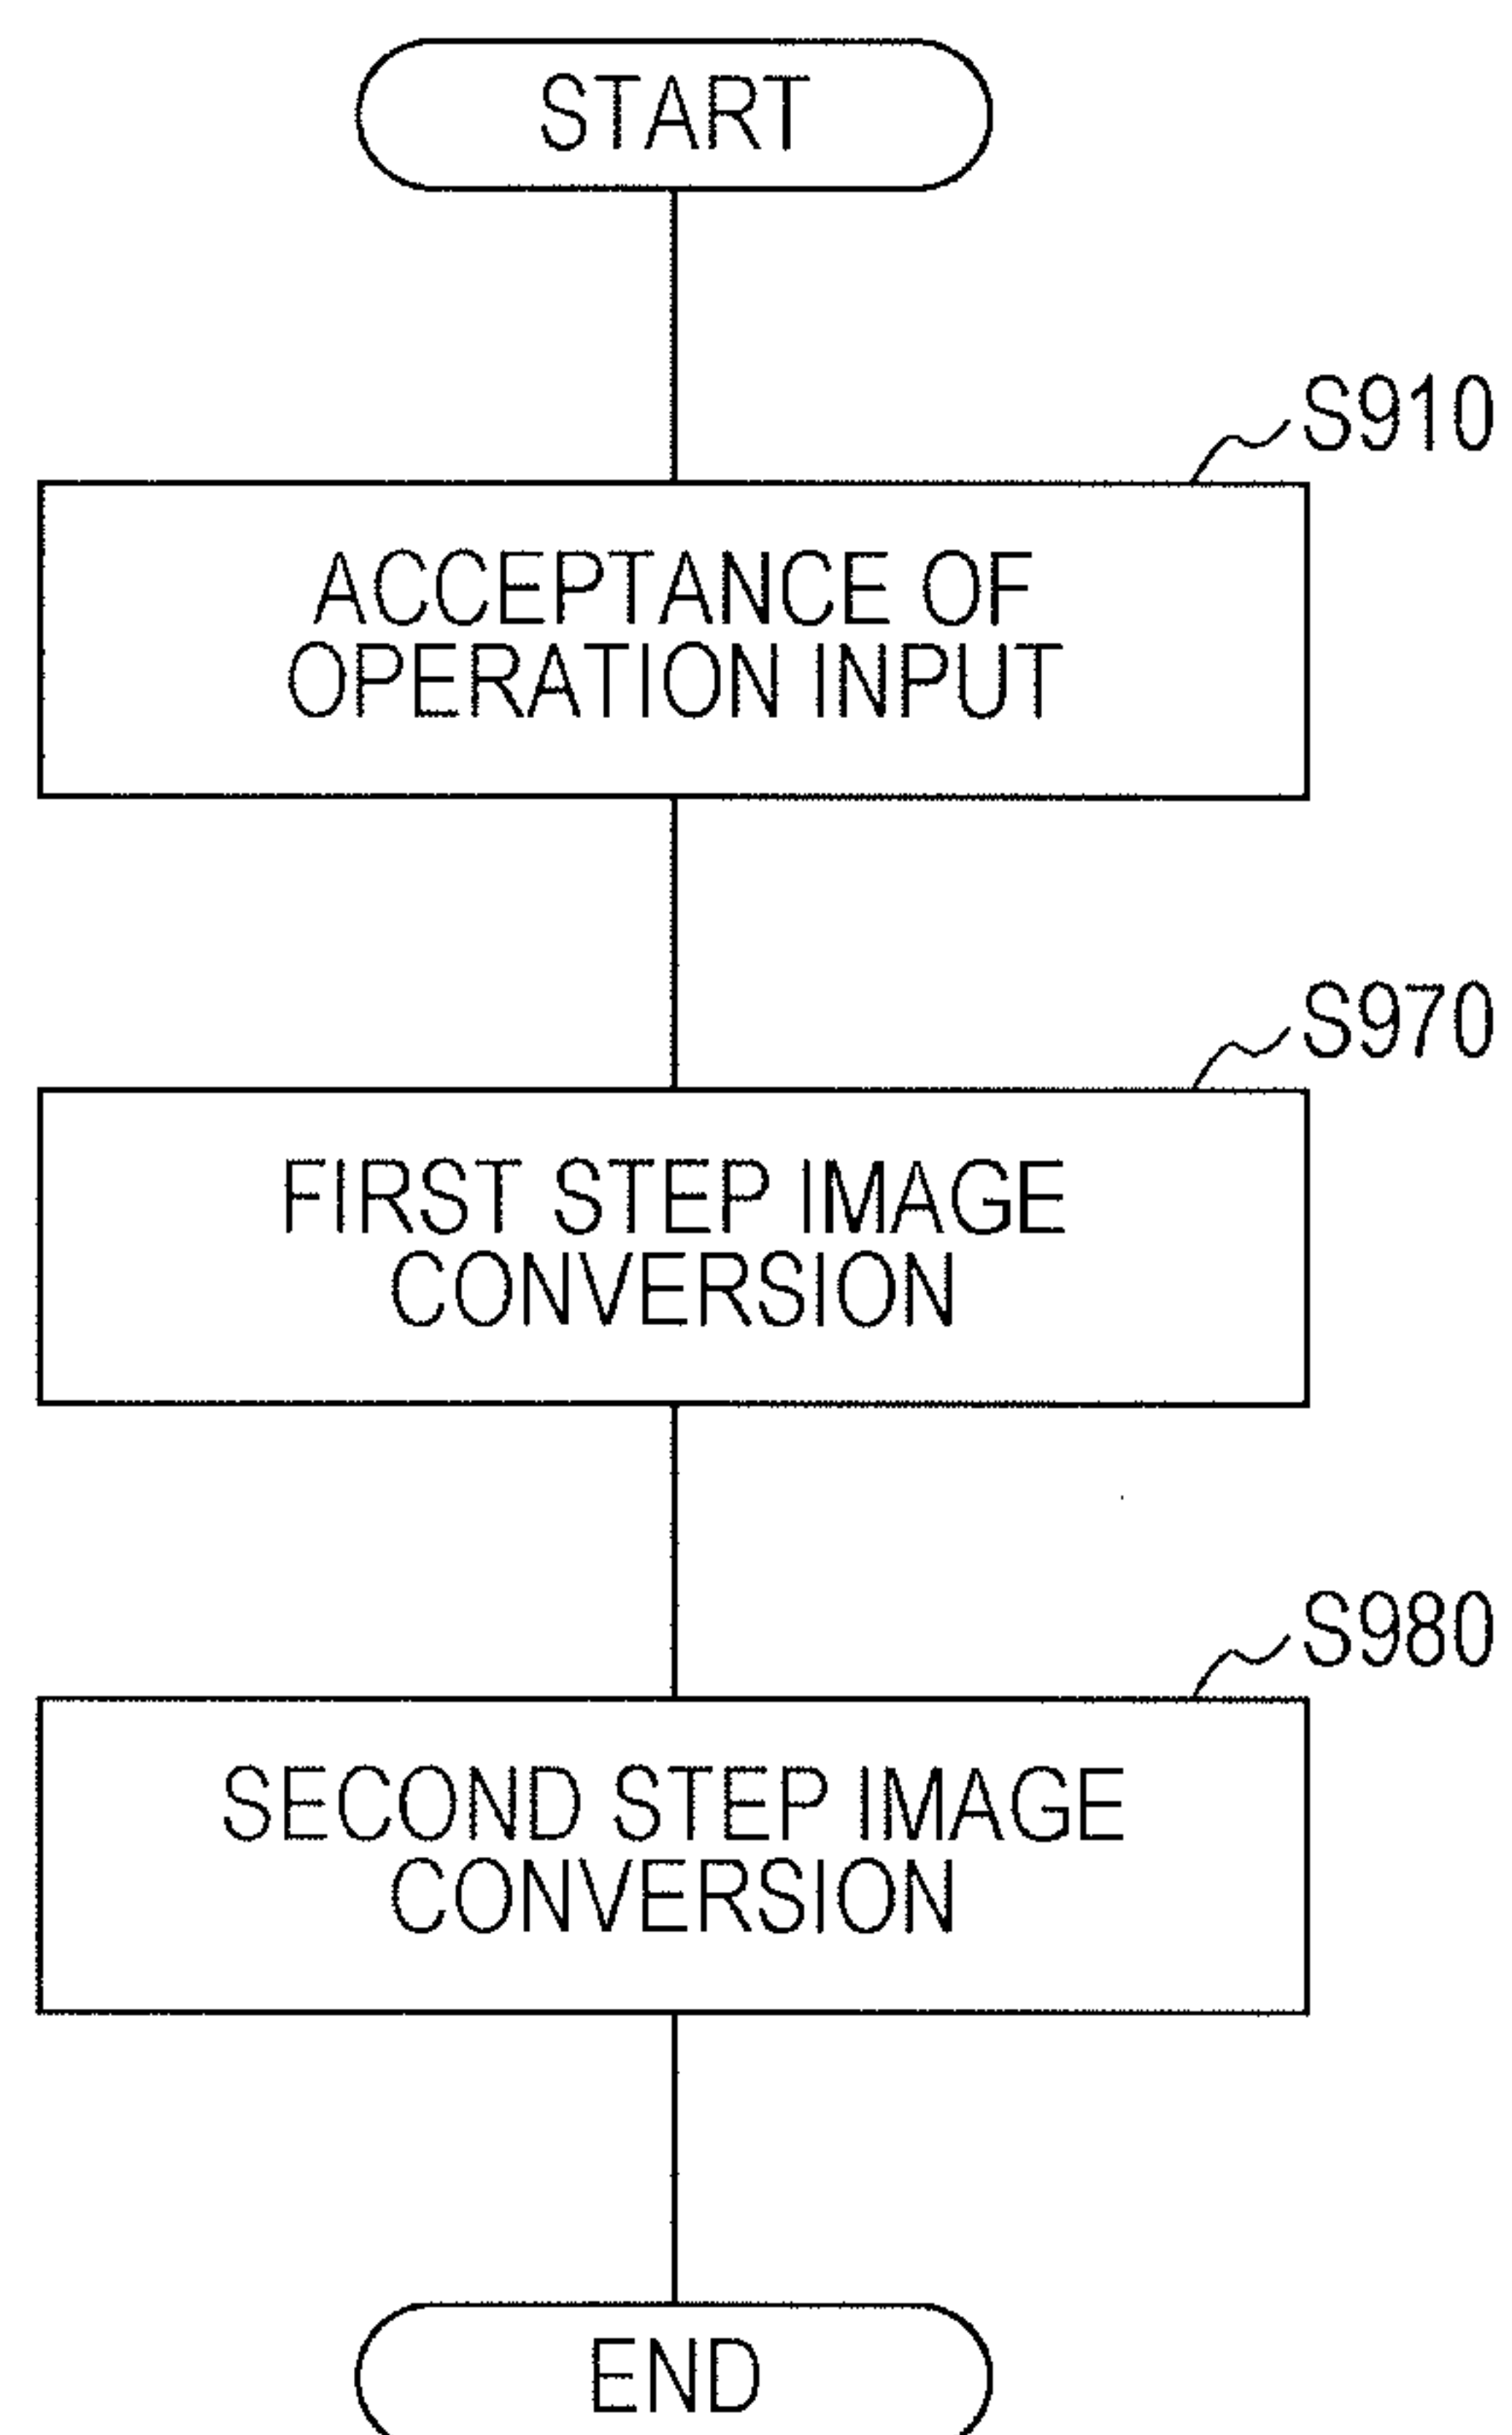 START
S910
ACCEPTANCE OF
OPERATION INPUT
S970
FIRST STEP IMAGE
CONVERSION
S980
SECOND STEP IMAGE
CONVERSION
END